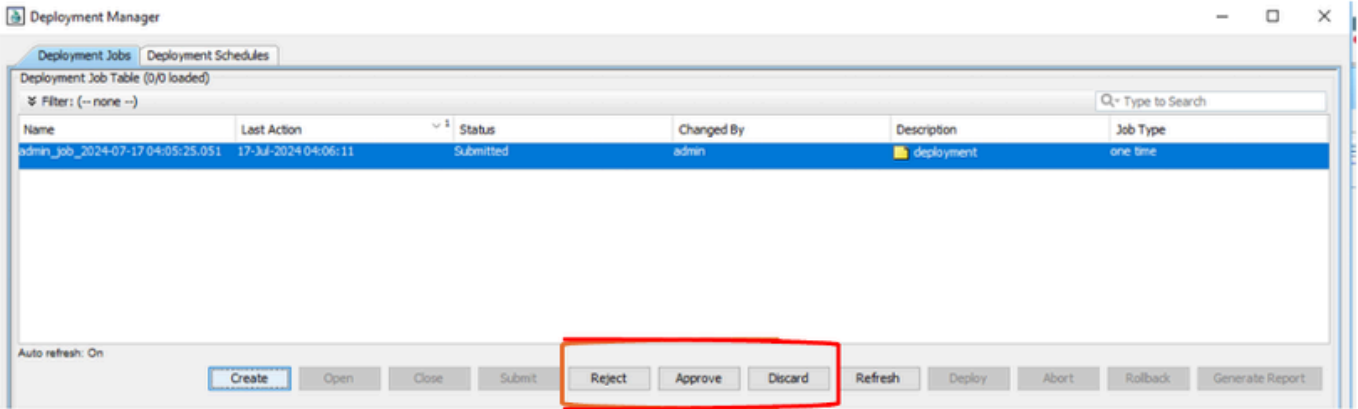 Deployment Manager
Deployment Jobs Deployment Schedules
Deployment Job Table (0/0 loaded)
Filter: (-- none --) Type to Search
Name Last Action 1 Status Changed By Description Job Type
admin_job_2024-07-17 04:05:25.051 17-Jul-2024 04:06:11 Submitted admin deployment one time
Auto refresh: On
Create Open Close Submit Reject Approve Discard Refresh Deploy Abort Rollback Generate Report